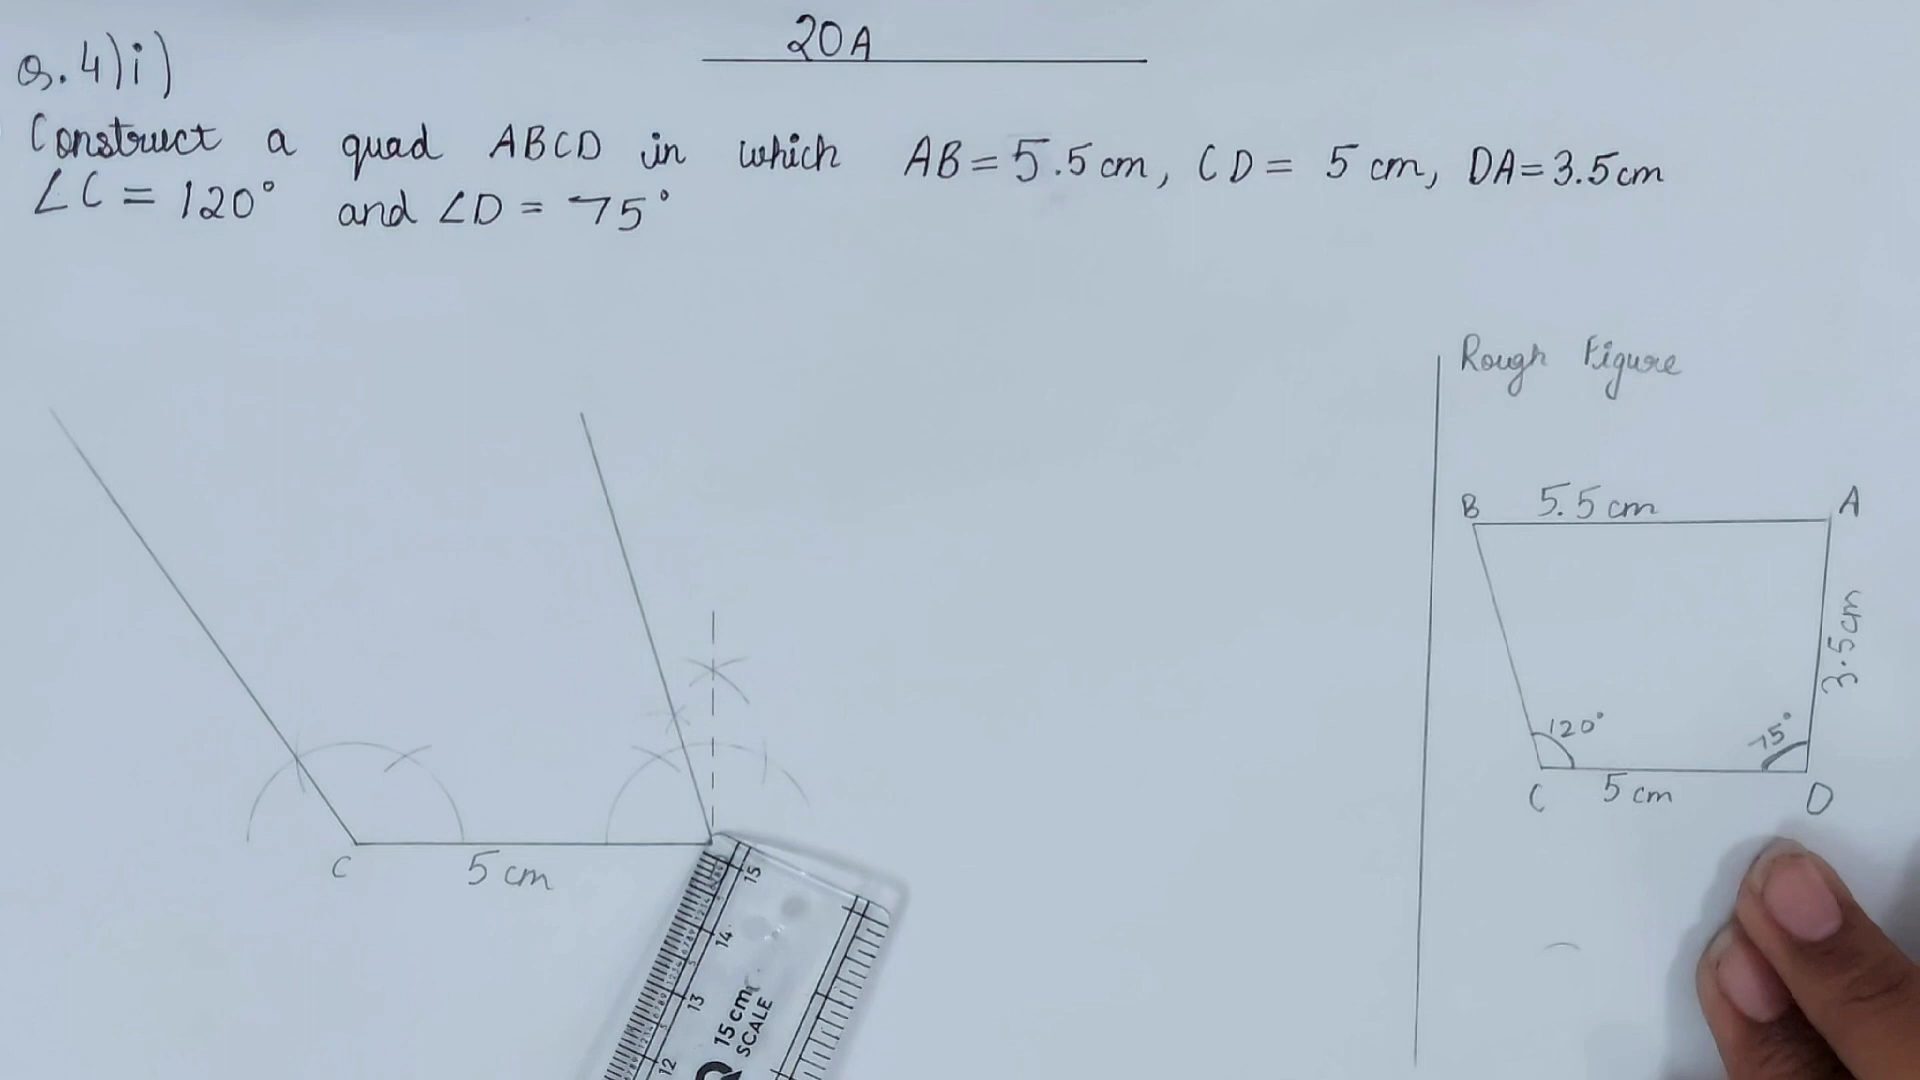 20A
Q.4)i)
Construct a quad ABCD in which AB = 5.5 cm, CD = 5 cm, DA = 3.5 cm
∠C = 120° and ∠D = 75°
Rough Figure
B 5.5 cm A
3.5cm
120° 75°
C 5 cm D
C 5 cm
15
14
13
12
15 cm
SCALE